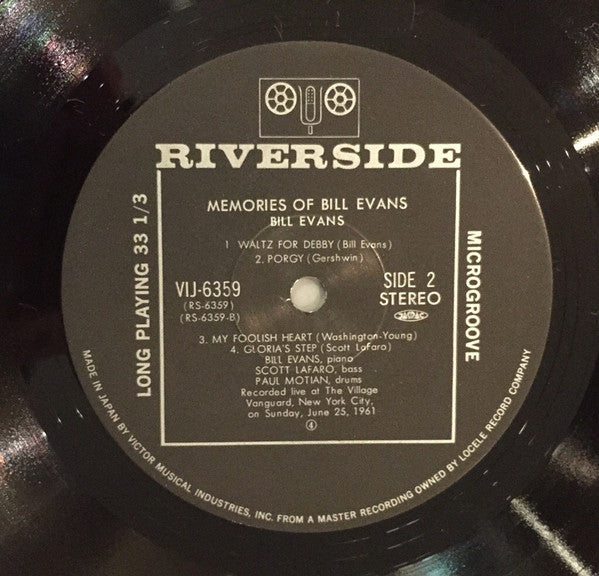 RIVERSIDE
MEMORIES OF BILL EVANS
BILL EVANS
1 WALTZ FOR DEBBY (Bill Evans)
2. PORGY (Gershwin)
VIJ-6359
(RS-6359)
(RS-6359-B)
SIDE 2
STEREO
3. MY FOOLISH HEART (Washington-Young)
4. GLORIA'S STEP (Scott Lafaro)
BILL EVANS, piano
SCOTT LAFARO, bass
PAUL MOTIAN, drums
Recorded live at The Village
Vanguard, New York City,
on Sunday, June 25, 1961
④
LONG PLAYING 33 1/3
MICROGROOVE
MADE IN JAPAN BY VICTOR MUSICAL INDUSTRIES, INC. FROM A MASTER RECORDING OWNED BY LOCELE RECORD COMPANY